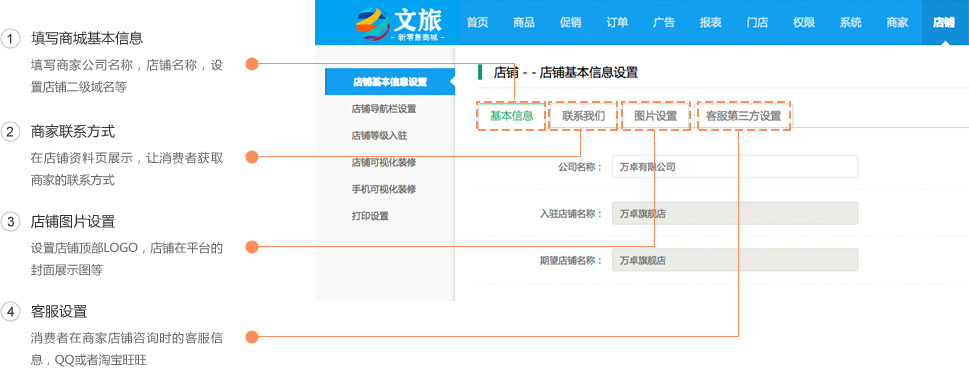 1 填写商城基本信息
填写商家公司名称，店铺名称，设
置店铺二级域名等
2 商家联系方式
在店铺资料页展示，让消费者获取
商家的联系方式
3 店铺图片设置
设置店铺顶部LOGO，店铺在平台的
封面展示图等
4 客服设置
消费者在商家店铺咨询时的客服信
息，QQ或者淘宝旺旺
文旅
- 新零售商城 -
首页 商品 促销 订单 广告 报表 门店 权限 系统 商家 店铺
店铺基本信息设置
店铺导航栏设置
店铺等级入驻
店铺可视化装修
手机可视化装修
打印设置
店铺 - - 店铺基本信息设置
基本信息 联系我们 图片设置 客服第三方设置
公司名称： 万卓有限公司
入驻店铺名称： 万卓旗舰店
期望店铺名称： 万卓旗舰店